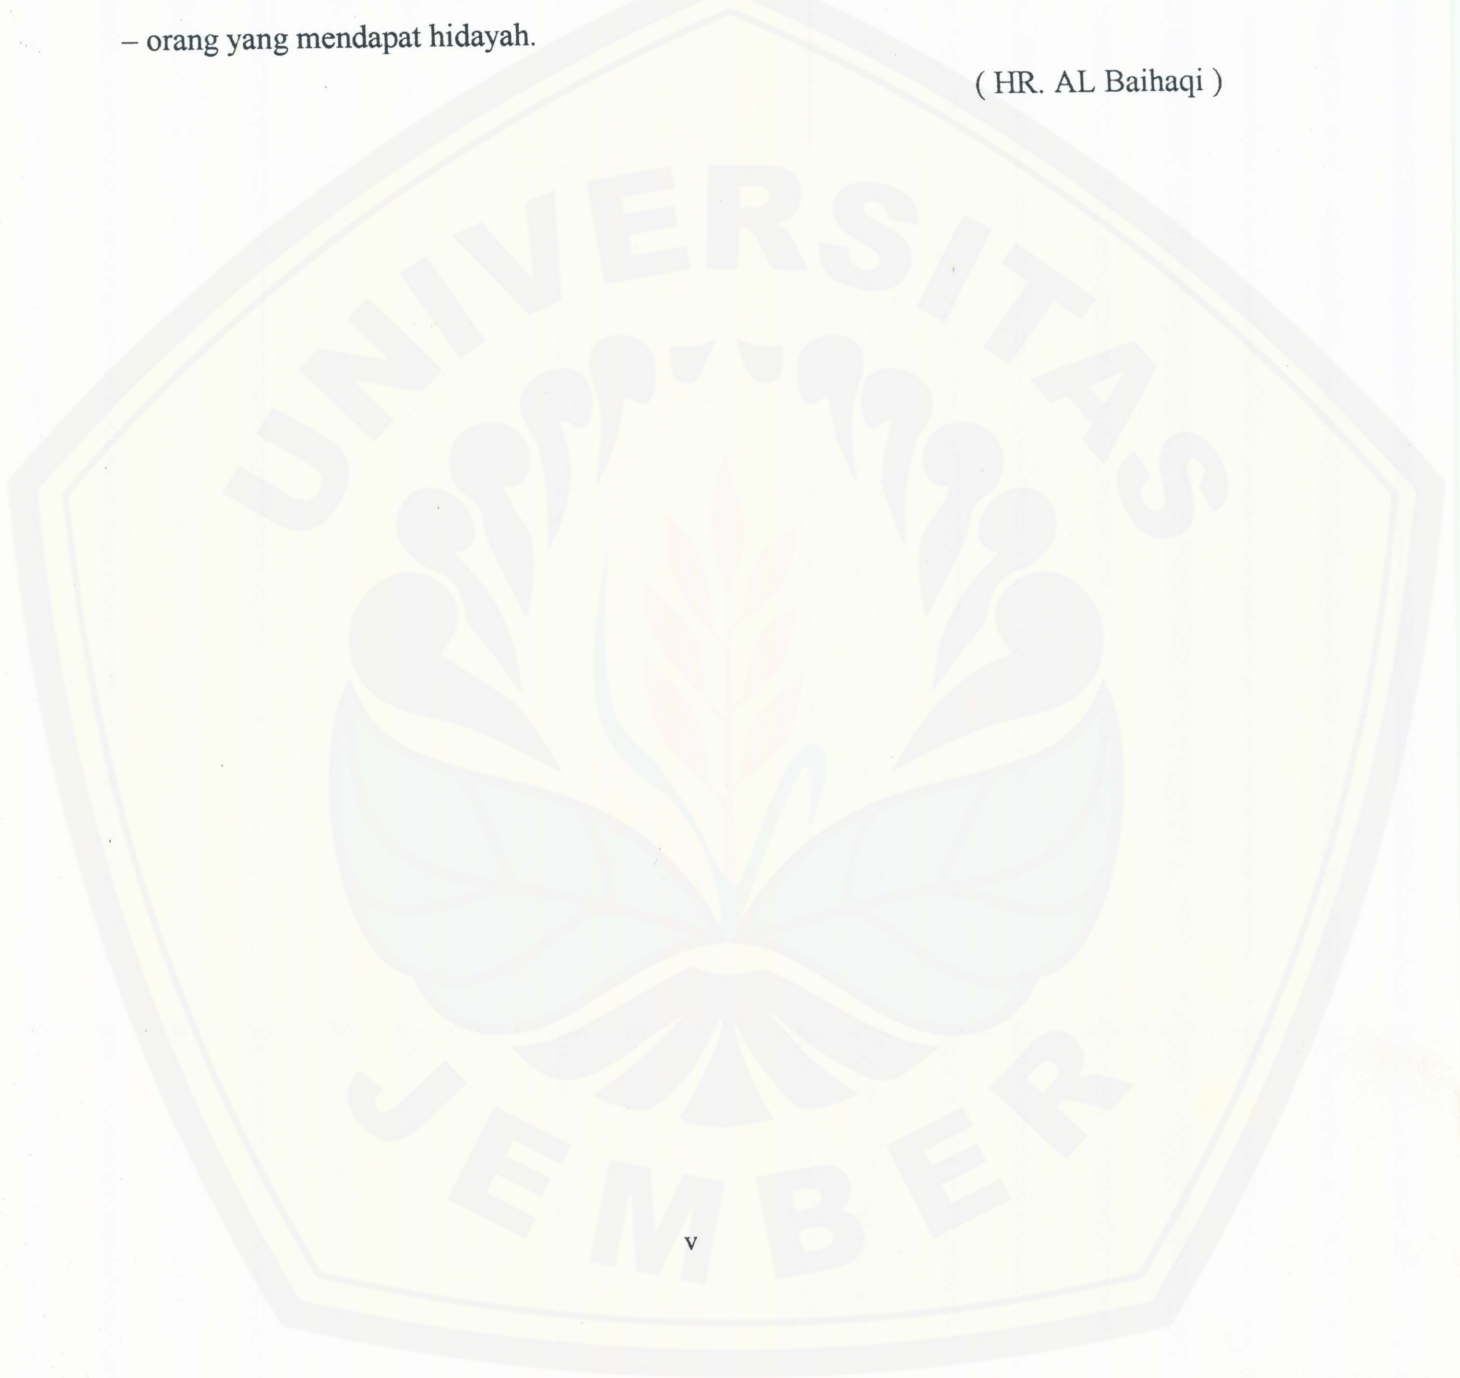 – orang yang mendapat hidayah.
( HR. AL Baihaqi )
UNIVERSITAS
JEMBER
v